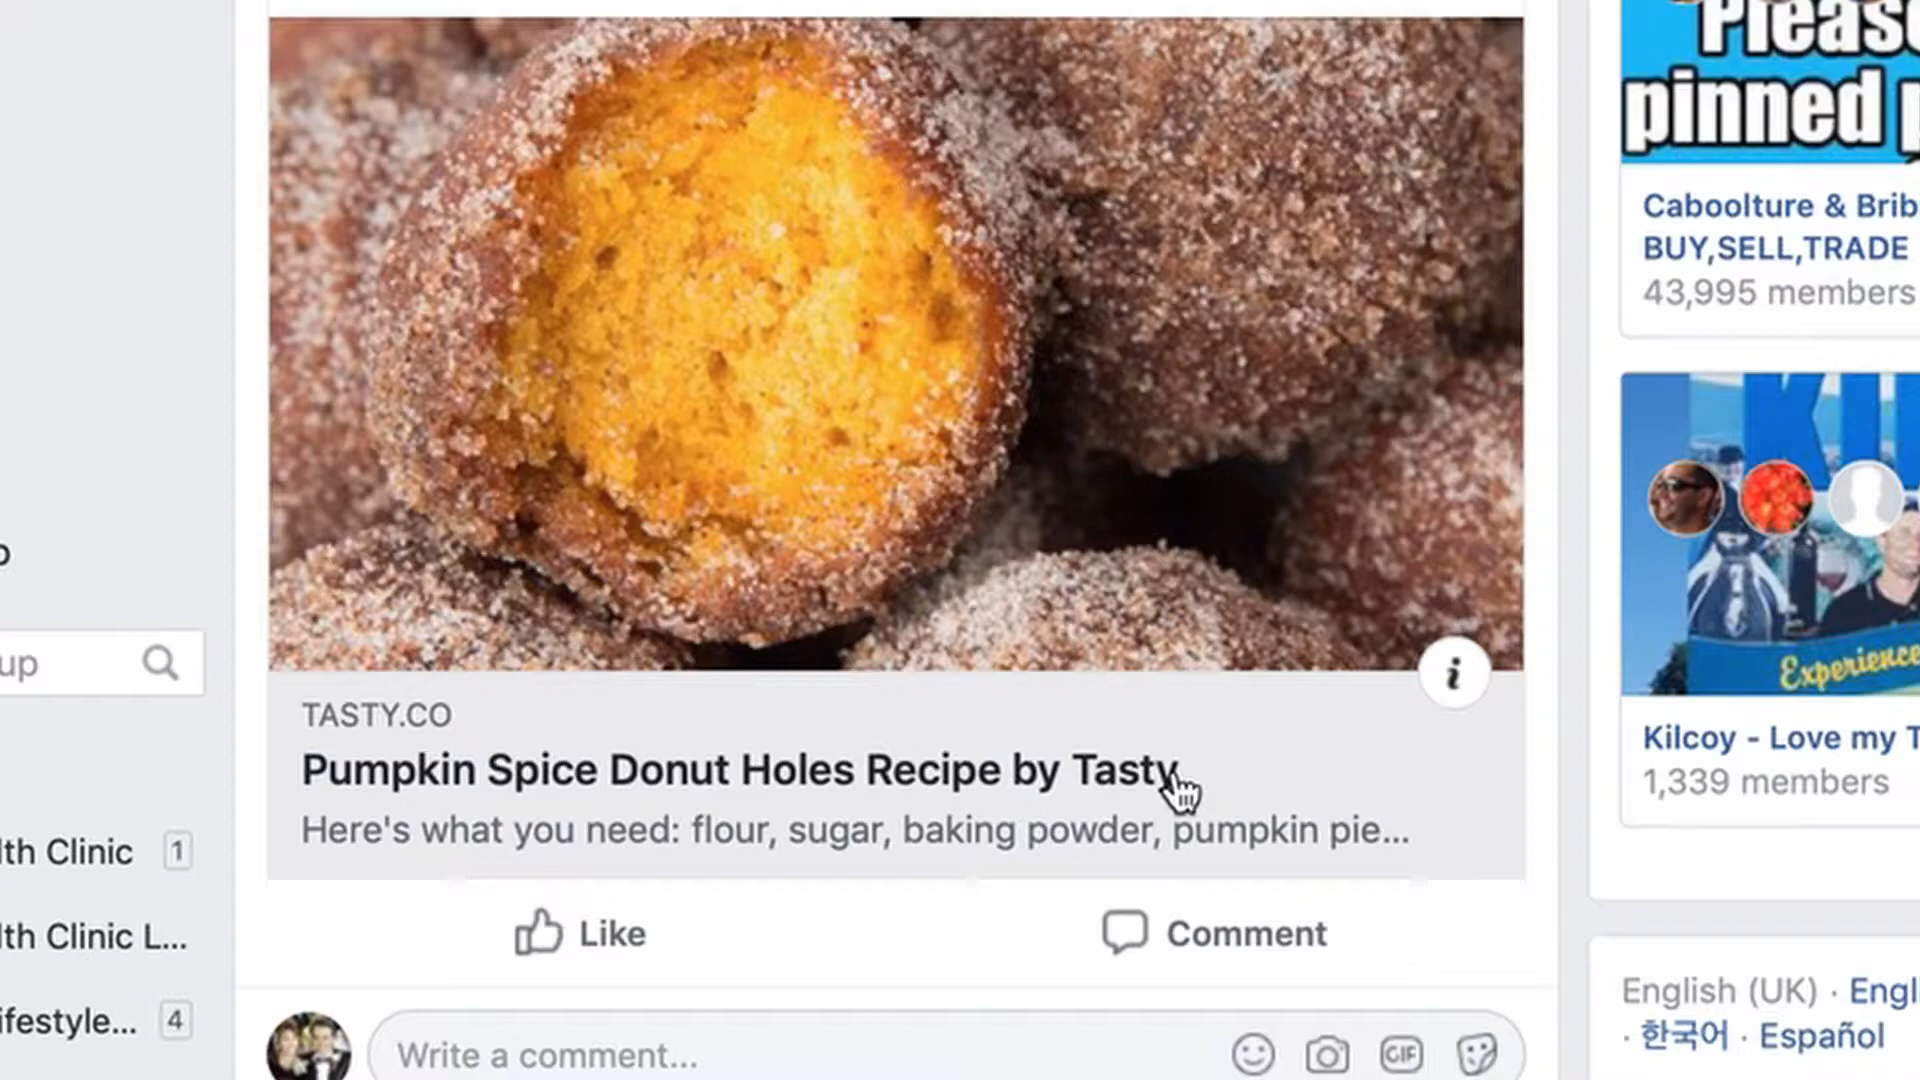 up
lth Clinic 1
lth Clinic L...
ifestyle... 4
TASTY.CO
Pumpkin Spice Donut Holes Recipe by Tasty
Here's what you need: flour, sugar, baking powder, pumpkin pie...
Like
Comment
Write a comment...
GIF
Please
pinned
Caboolture & Brib
BUY,SELL,TRADE
43,995 members
Experience
Kilcoy - Love my T
1,339 members
English (UK) · Engl
· 한국어 · Español